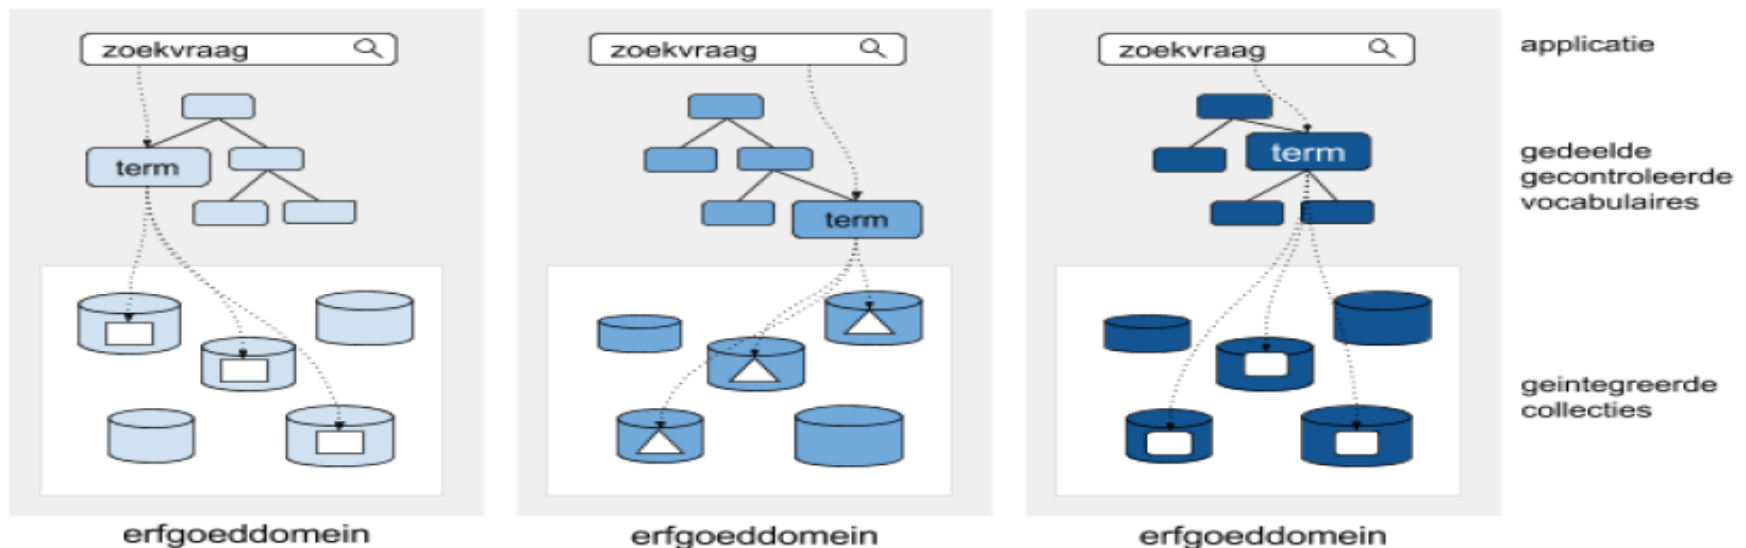 zoekvraag
zoekvraag
zoekvraag
applicatie
term
term
term
gedeelde
gecontroleerde
vocabulaires
geintegreerde
collecties
erfgoeddomein
erfgoeddomein
erfgoeddomein